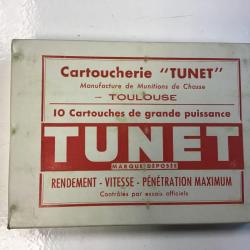 Cartoucherie "TUNET"
Manufacture de Munitions de Chasse
- TOULOUSE
10 Cartouches de grande puissance
TUNET
MARQUE DÉPOSÉE
RENDEMENT - VITESSE - PÉNÉTRATION MAXIMUM
Contrôlés par essais officiels